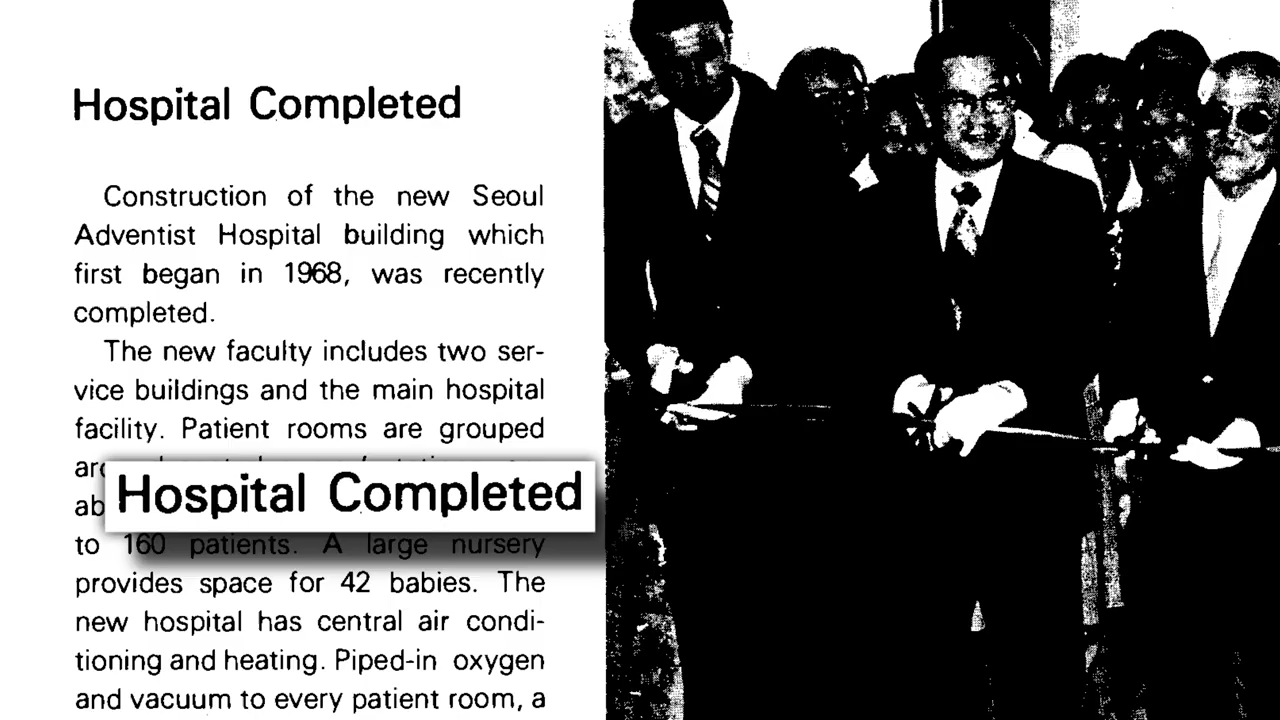 Hospital Completed
Construction of the new Seoul
Adventist Hospital building which
first began in 1968, was recently
completed.
The new faculty includes two ser-
vice buildings and the main hospital
facility. Patient rooms are grouped
Hospital Completed
to 160 patients. A large nursery
provides space for 42 babies. The
new hospital has central air condi-
tioning and heating. Piped-in oxygen
and vacuum to every patient room, a